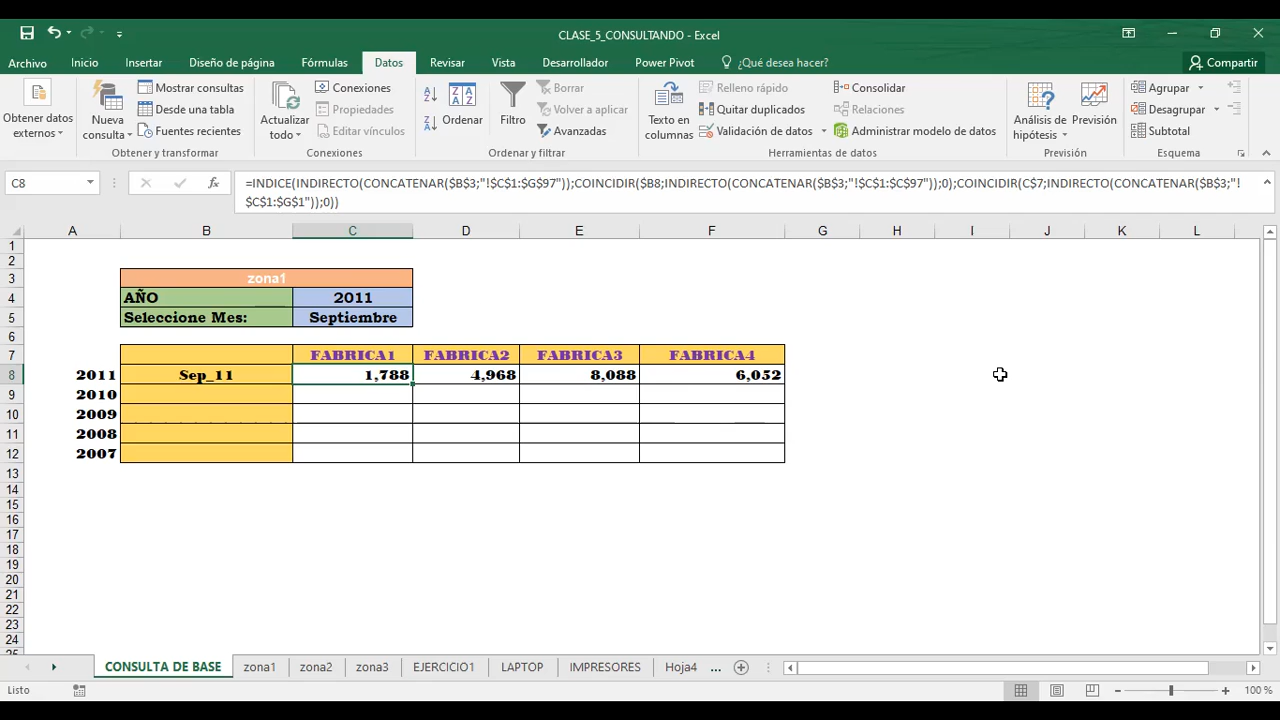 CLASE_5_CONSULTANDO - Excel
Archivo Inicio Insertar Diseño de página Fórmulas Datos Revisar Vista Desarrollador Power Pivot ¿Qué desea hacer? Compartir
Obtener datos externos
Nueva consulta
Mostrar consultas
Desde una tabla
Fuentes recientes
Obtener y transformar
Actualizar todo
Conexiones
Propiedades
Editar vínculos
Conexiones
Ordenar
Filtro
Borrar
Volver a aplicar
Avanzadas
Ordenar y filtrar
Texto en columnas
Relleno rápido
Quitar duplicados
Validación de datos
Consolidar
Relaciones
Administrar modelo de datos
Herramientas de datos
Análisis de hipótesis
Previsión
Previsión
Agrupar
Desagrupar
Subtotal
Esquema
C8
=INDICE(INDIRECTO(CONCATENAR($B$3;"!$C$1:$G$97"));COINCIDIR($B8;INDIRECTO(CONCATENAR($B$3;"!$C$1:$C$97"));0);COINCIDIR(C$7;INDIRECTO(CONCATENAR($B$3;"!
$C$1:$G$1"));0))
A B C D E F G H I J K L
1
2
3 zona1
4 AÑO 2011
5 Seleccione Mes: Septiembre
6
7 FABRICA1 FABRICA2 FABRICA3 FABRICA4
8 2011 Sep_11 1,788 4,968 8,088 6,052
9 2010
10 2009
11 2008
12 2007
13
14
15
16
17
18
19
20
21
22
23
24
25
CONSULTA DE BASE zona1 zona2 zona3 EJERCICIO1 LAPTOP IMPRESORES Hoja4 ...
Listo 100 %